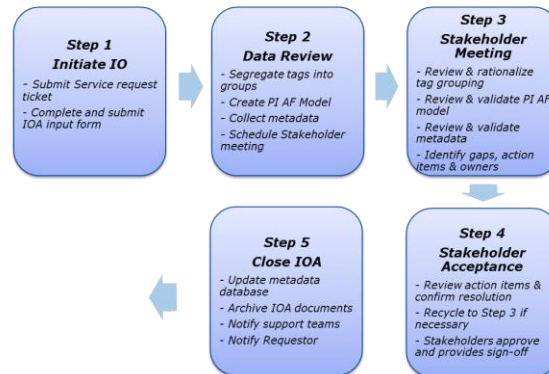 Step 1
Initiate IO
- Submit Service request
ticket
- Complete and submit
IOA input form
Step 2
Data Review
- Segregate tags into
groups
- Create PI AF Model
- Collect metadata
- Schedule Stakeholder
meeting
Step 3
Stakeholder
Meeting
- Review & rationalize
tag grouping
- Review & validate PI AF
model
- Review & validate
metadata
- Identify gaps, action
items & owners
Step 4
Stakeholder
Acceptance
- Review action items &
confirm resolution
- Recycle to Step 3 if
necessary
- Stakeholders approve
and provides sign-off
Step 5
Close IOA
- Update metadata
database
- Archive IOA documents
- Notify support teams
- Notify Requestor